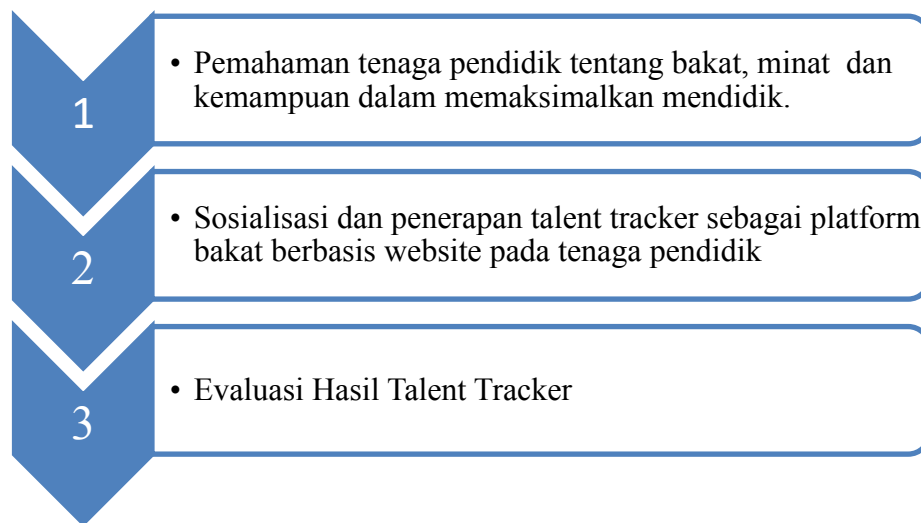 1
• Pemahaman tenaga pendidik tentang bakat, minat dan
kemampuan dalam memaksimalkan mendidik.
2
• Sosialisasi dan penerapan talent tracker sebagai platform
bakat berbasis website pada tenaga pendidik
3
• Evaluasi Hasil Talent Tracker